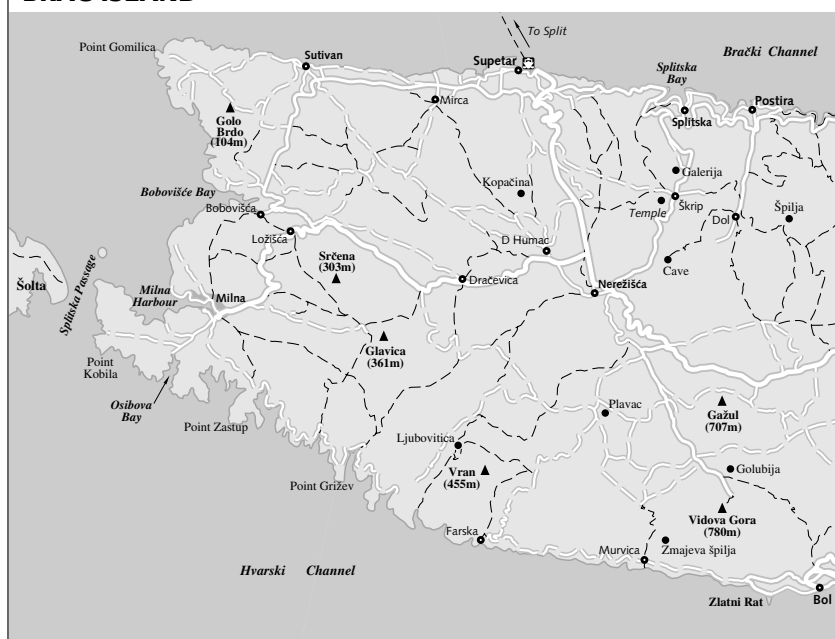 To Split
Point Gomilica
Sutivan
Supetar
Brački Channel
Splitska
Bay
Mirca
Postira
Splitska
Golo
Brdo
(104m)
Galerija
Kopačina
Bobovišće Bay
Bobovišća
Temple
Škrip
Špilja
Dol
Ložišća
D Humac
Srčena
(303m)
Cave
Šolta
Splitska Passage
Milna
Harbour
Milna
Dračevica
Nerežišća
Glavica
(361m)
Point
Kobila
Osibova
Bay
Plavac
Gažul
(707m)
Point Zastup
Ljubovitica
Vran
(455m)
Golubija
Point Grižev
Vidova Gora
(780m)
Farska
Murvica
Zmajeva špilja
Hvarski Channel
Zlatni Rat
Bol